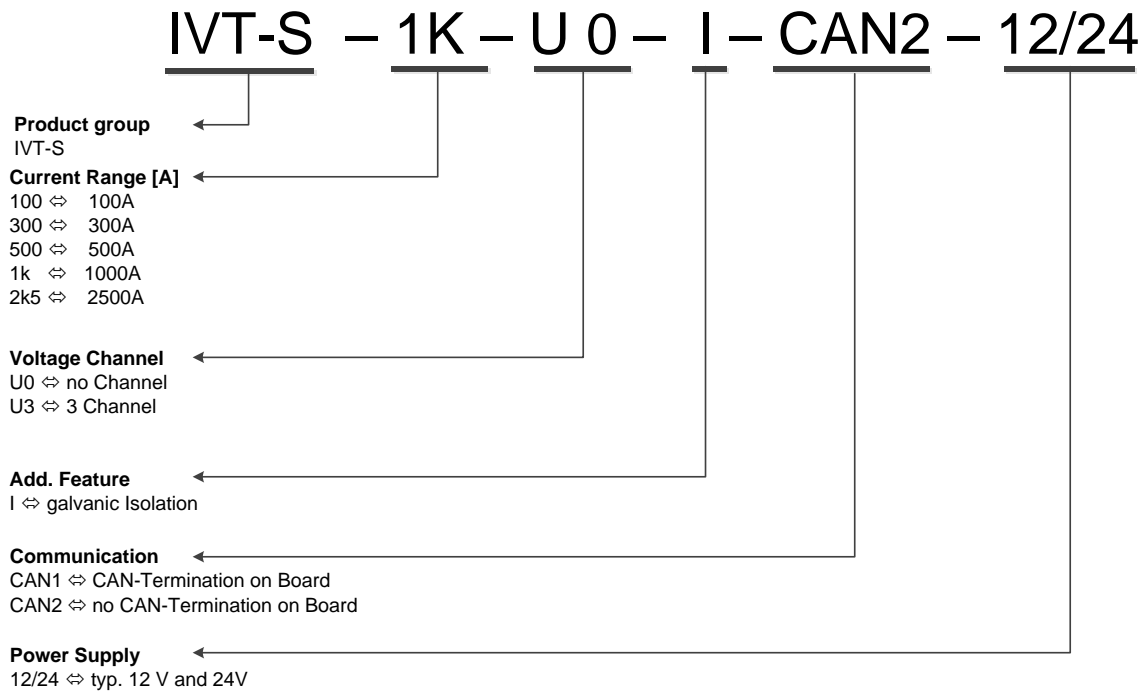 IVT-S – 1K – U 0 – I – CAN2 – 12/24
Product group
IVT-S
Current Range [A]
100 ⇔ 100A
300 ⇔ 300A
500 ⇔ 500A
1k ⇔ 1000A
2k5 ⇔ 2500A
Voltage Channel
U0 ⇔ no Channel
U3 ⇔ 3 Channel
Add. Feature
I ⇔ galvanic Isolation
Communication
CAN1 ⇔ CAN-Termination on Board
CAN2 ⇔ no CAN-Termination on Board
Power Supply
12/24 ⇔ typ. 12 V and 24V